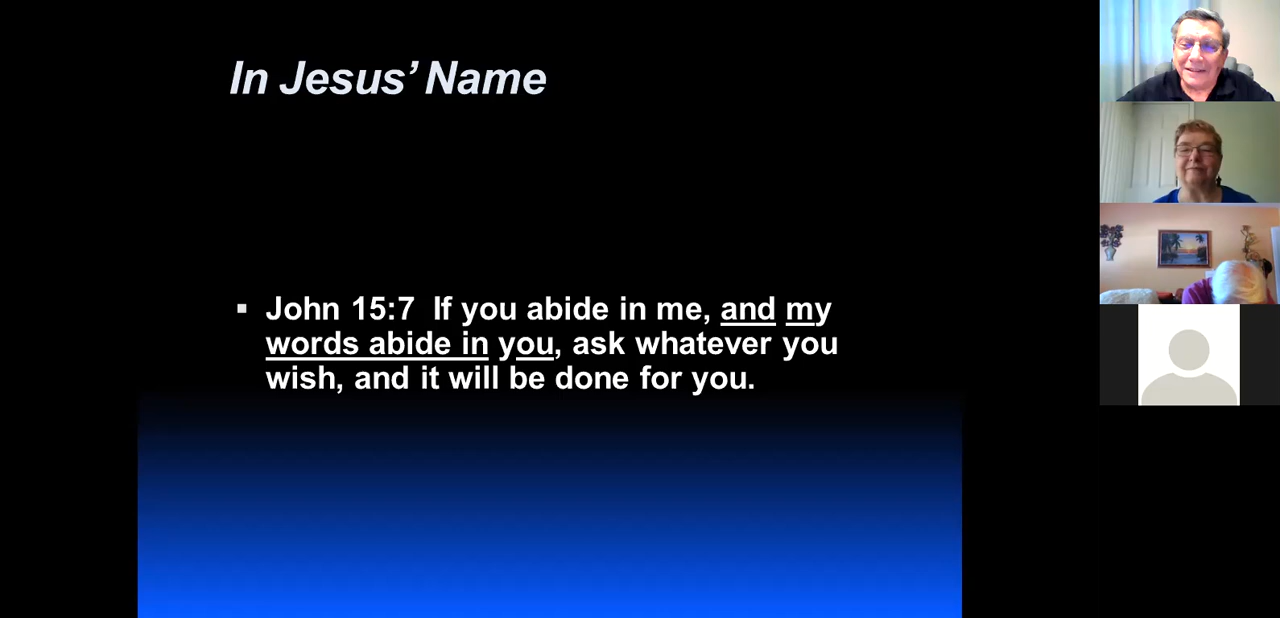 In Jesus’ Name
▪ John 15:7  If you abide in me, and my
words abide in you, ask whatever you
wish, and it will be done for you.